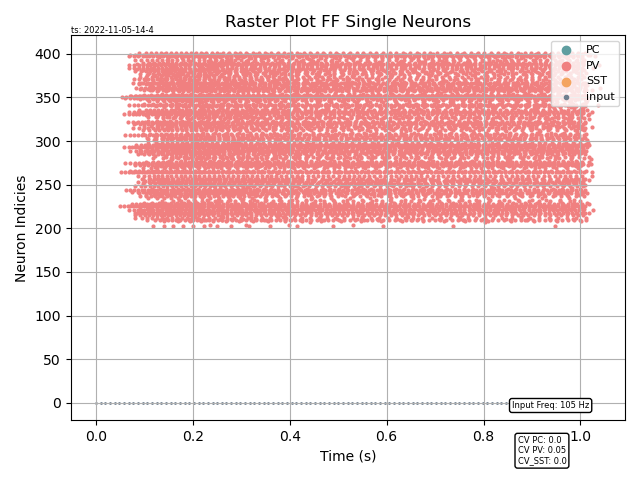 Raster Plot FF Single Neurons
ts: 2022-11-05-14-4
PC
PV
SST
input
400
350
300
250
200
150
100
50
0
Neuron Indicies
Input Freq: 105 Hz
0.0 0.2 0.4 0.6 0.8 1.0
Time (s)
CV PC: 0.0
CV PV: 0.05
CV_SST: 0.0